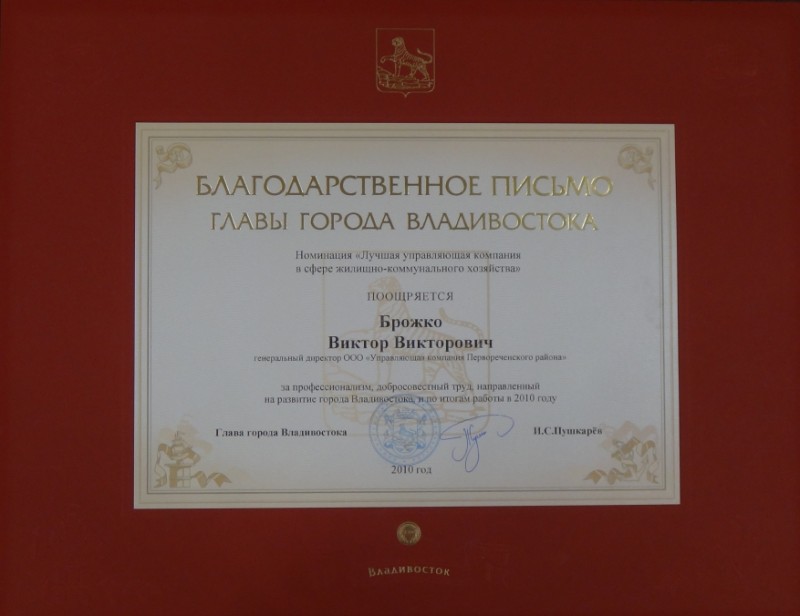 БЛАГОДАРСТВЕННОЕ ПИСЬМО
ГЛАВЫ ГОРОДА ВЛАДИВОСТОКА
Номинация «Лучшая управляющая компания
в сфере жилищно-коммунального хозяйства»
ПООЩРЯЕТСЯ
Брожко
Виктор Викторович
генеральный директор ООО «Управляющая компания Первореченского района»
за профессионализм, добросовестный труд, направленный
на развитие города Владивостока, и по итогам работы в 2010 году
Глава города Владивостока
И.С.Пушкарёв
2010 год
ВЛАДИВОСТОК